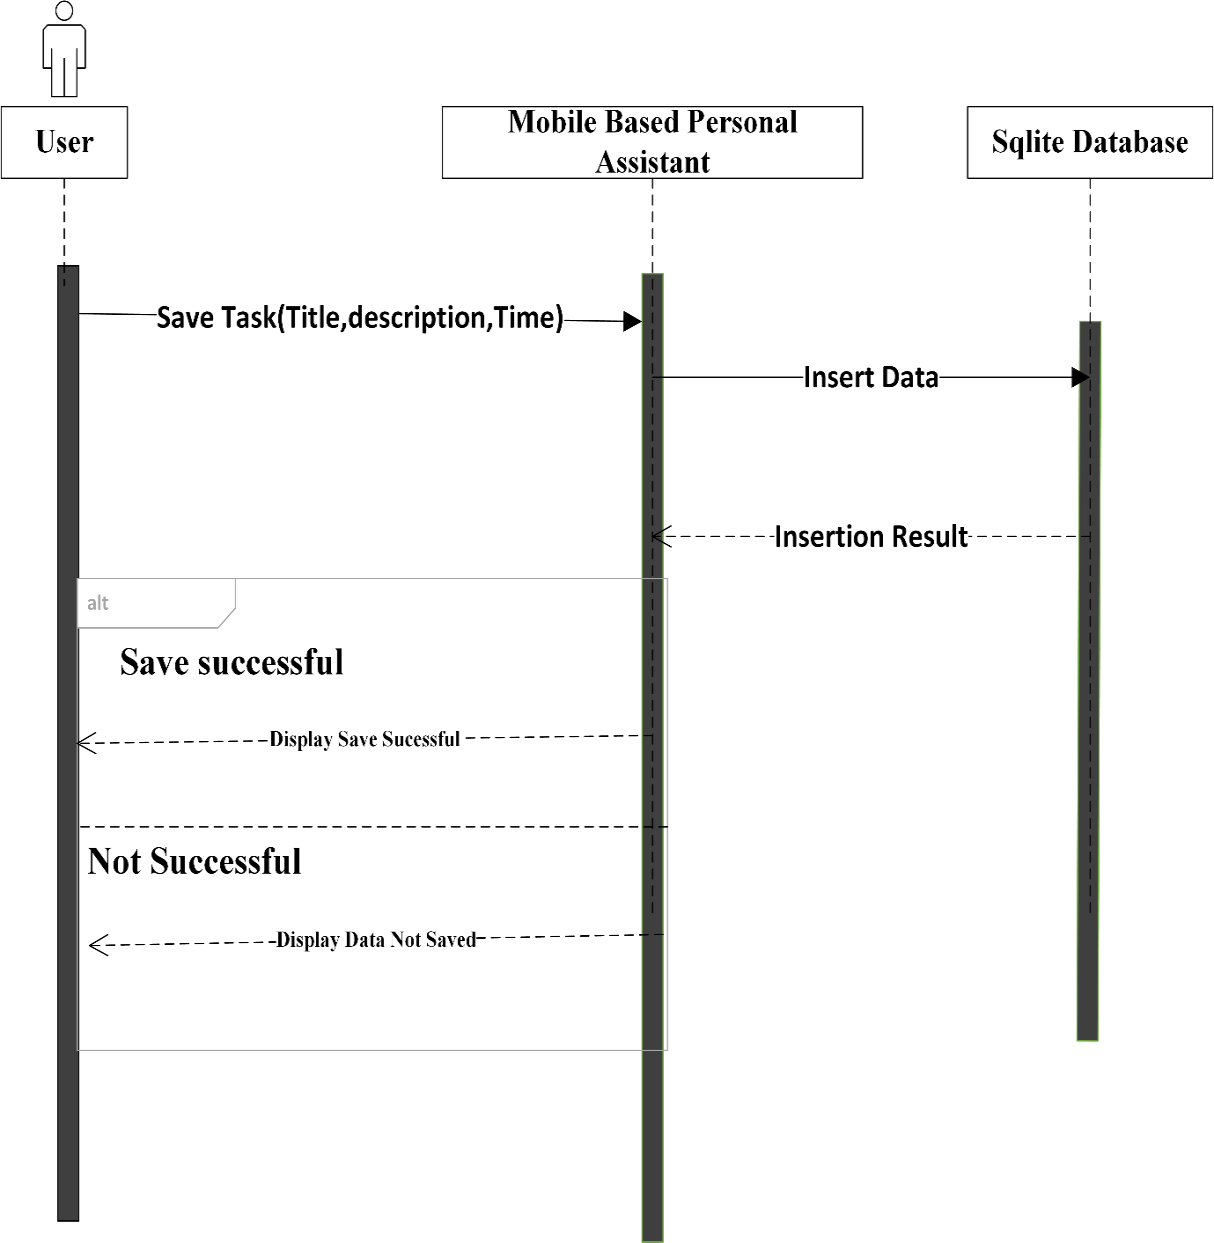 User
Mobile Based Personal
Assistant
Sqlite Database
Save Task(Title,description,Time)
Insert Data
Insertion Result
alt
Save successful
Display Save Sucessful
Not Successful
Display Data Not Saved